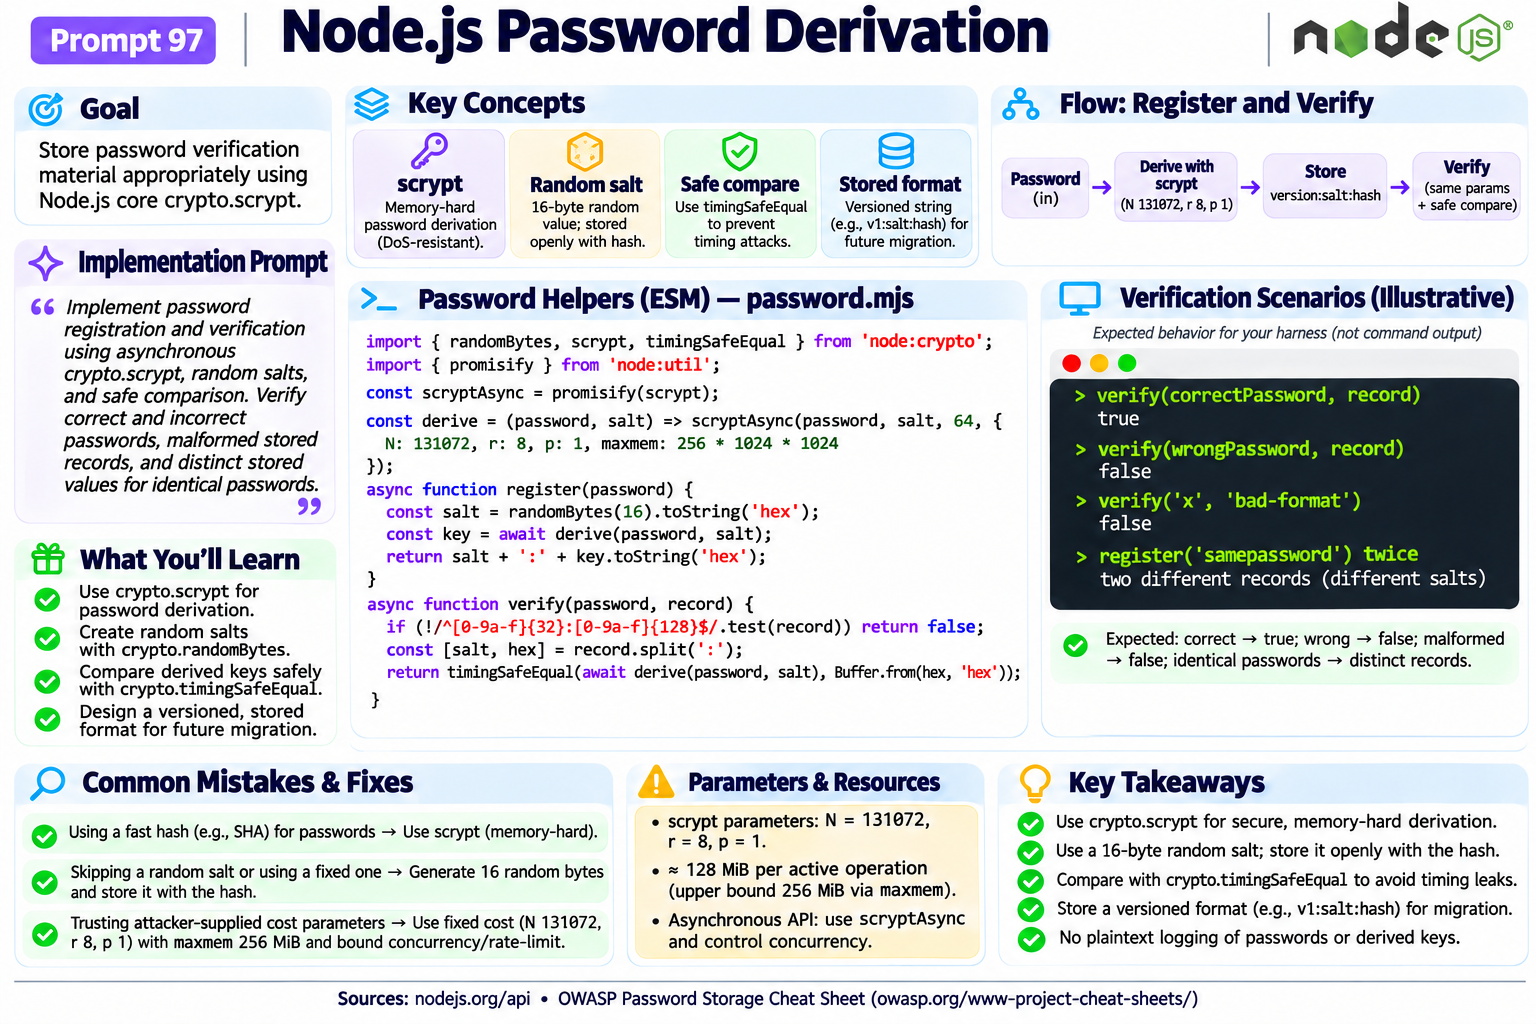 Prompt 97
Node.js Password Derivation
node
JS
®
Goal
Store password verification
material appropriately using
Node.js core crypto.scrypt.
Key Concepts
scrypt
Memory-hard
password derivation
(DoS-resistant).
Random salt
16-byte random
value; stored
openly with hash.
Safe compare
Use timingSafeEqual
to prevent
timing attacks.
Stored format
Versioned string
(e.g., v1:salt:hash) for
future migration.
Flow: Register and Verify
Password
(in)
→
Derive with
scrypt
(N 131072, r 8, p 1)
→
Store
version:salt:hash
→
Verify
(same params
+ safe compare)
Implementation Prompt
“ Implement password
registration and verification
using asynchronous
crypto.scrypt, random salts,
and safe comparison. Verify
correct and incorrect
passwords, malformed stored
records, and distinct stored
values for identical passwords.
”
What You’ll Learn
Use crypto.scrypt for
password derivation.
Create random salts
with crypto.randomBytes.
Compare derived keys safely
with crypto.timingSafeEqual.
Design a versioned, stored
format for future migration.
Password Helpers (ESM) — password.mjs
import { randomBytes, scrypt, timingSafeEqual } from 'node:crypto';
import { promisify } from 'node:util';
const scryptAsync = promisify(scrypt);
const derive = (password, salt) => scryptAsync(password, salt, 64, {
N: 131072, r: 8, p: 1, maxmem: 256 * 1024 * 1024
});
async function register(password) {
const salt = randomBytes(16).toString('hex');
const key = await derive(password, salt);
return salt + ':' + key.toString('hex');
}
async function verify(password, record) {
if (!/^[0-9a-f]{32}:[0-9a-f]{128}$/.test(record)) return false;
const [salt, hex] = record.split(':');
return timingSafeEqual(await derive(password, salt), Buffer.from(hex, 'hex'));
}
Verification Scenarios (Illustrative)
Expected behavior for your harness (not command output)
> verify(correctPassword, record)
true
> verify(wrongPassword, record)
false
> verify('x', 'bad-format')
false
> register('samepassword') twice
two different records (different salts)
Expected: correct → true; wrong → false; malformed
→ false; identical passwords → distinct records.
Common Mistakes & Fixes
Using a fast hash (e.g., SHA) for passwords → Use scrypt (memory-hard).
Skipping a random salt or using a fixed one → Generate 16 random bytes
and store it with the hash.
Trusting attacker-supplied cost parameters → Use fixed cost (N 131072,
r 8, p 1) with maxmem 256 MiB and bound concurrency/rate-limit.
Parameters & Resources
• scrypt parameters: N = 131072,
r = 8, p = 1.
• ≈ 128 MiB per active operation
(upper bound 256 MiB via maxmem).
• Asynchronous API: use scryptAsync
and control concurrency.
Key Takeaways
Use crypto.scrypt for secure, memory-hard derivation.
Use a 16-byte random salt; store it openly with the hash.
Compare with crypto.timingSafeEqual to avoid timing leaks.
Store a versioned format (e.g., v1:salt:hash) for migration.
No plaintext logging of passwords or derived keys.
Sources: nodejs.org/api • OWASP Password Storage Cheat Sheet (owasp.org/www-project-cheat-sheets/)